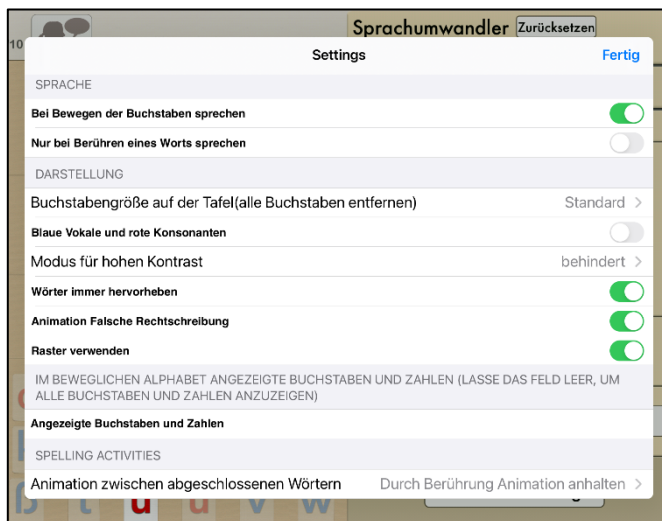 Sprachumwandler Zurücksetzen
10
Settings Fertig
SPRACHE
Bei Bewegen der Buchstaben sprechen
Nur bei Berühren eines Worts sprechen
DARSTELLUNG
Buchstabengröße auf der Tafel(alle Buchstaben entfernen) Standard >
Blaue Vokale und rote Konsonanten
Modus für hohen Kontrast behindert >
Wörter immer hervorheben
Animation Falsche Rechtschreibung
Raster verwenden
IM BEWEGLICHEN ALPHABET ANGEZEIGTE BUCHSTABEN UND ZAHLEN (LASSE DAS FELD LEER, UM
ALLE BUCHSTABEN UND ZAHLEN ANZUZEIGEN)
Angezeigte Buchstaben und Zahlen
SPELLING ACTIVITIES
Animation zwischen abgeschlossenen Wörtern Durch Berührung Animation anhalten >
ß t u ü v w